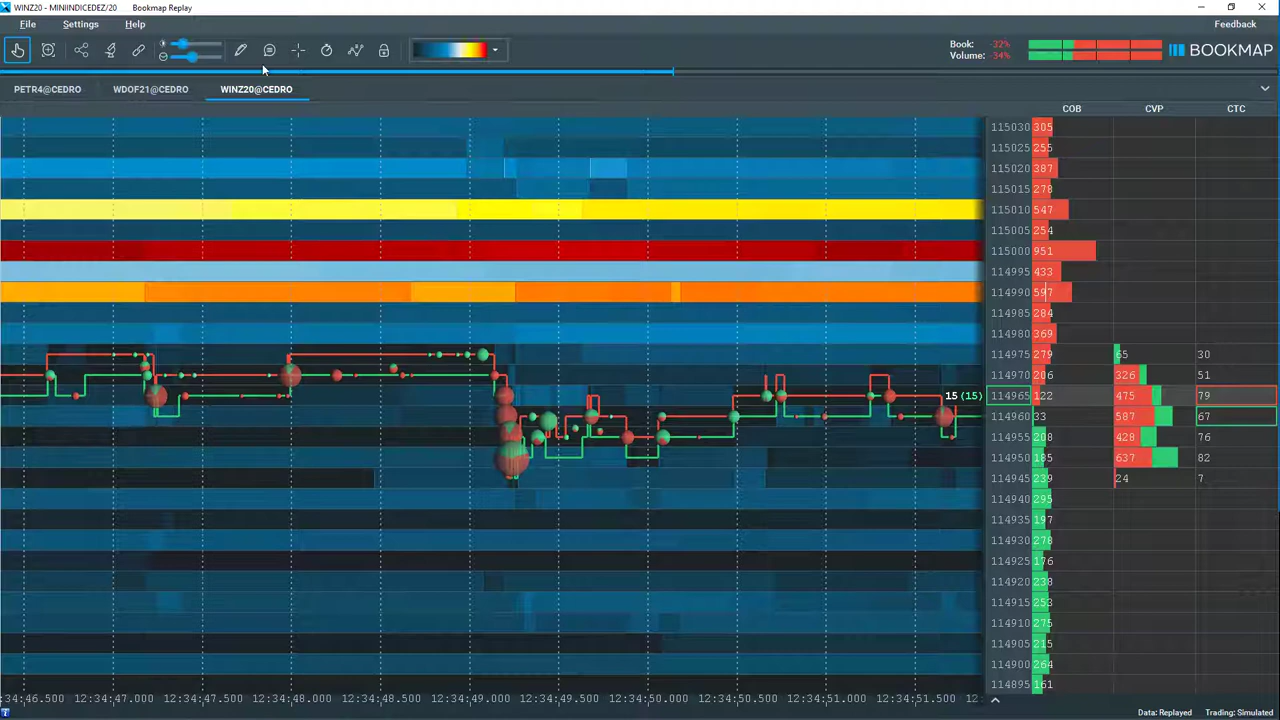 WINZ20 - MINIINDICEDEZ/20 Bookmap Replay
File Settings Help Feedback
Book: -32%
Volume: -34%
BOOKMAP
PETR4@CEDRO WDOF21@CEDRO WINZ20@CEDRO
COB CVP CTC
115030 305
115025 255
115020 387
115015 278
115010 547
115005 254
115000 951
114995 433
114990 597
114985 284
114980 369
114975 279 65 30
114970 206 326 51
15 (15) 114965 122 475 79
114960 33 587 67
114955 208 428 76
114950 185 637 82
114945 239 24 7
114940 295
114935 197
114930 278
114925 176
114920 238
114915 253
114910 275
114905 215
114900 264
114895 161
:34:46.500 12:34:47.000 12:34:47.500 12:34:48.000 12:34:48.500 12:34:49.000 12:34:49.500 12:34:50.000 12:34:50.500 12:34:51.000 12:34:51.500 12:
Data: Replayed Trading: Simulated